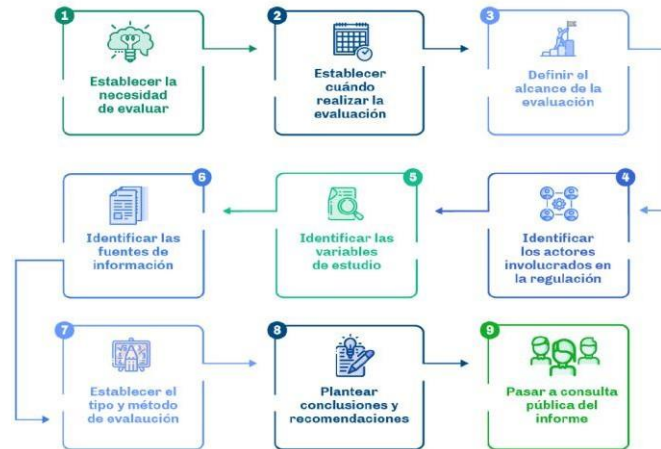 1
Establecer la
necesidad
de evaluar
2
Establecer
cuándo
realizar la
evaluación
3
Definir el
alcance de la
evaluación
4
Identificar
los actores
involucrados en
la regulación
5
Identificar las
variables
de estudio
6
Identificar las
fuentes de
información
7
Establecer el
tipo y método
de evalaución
8
Plantear
conclusiones y
recomendaciones
9
Pasar a consulta
pública del
informe